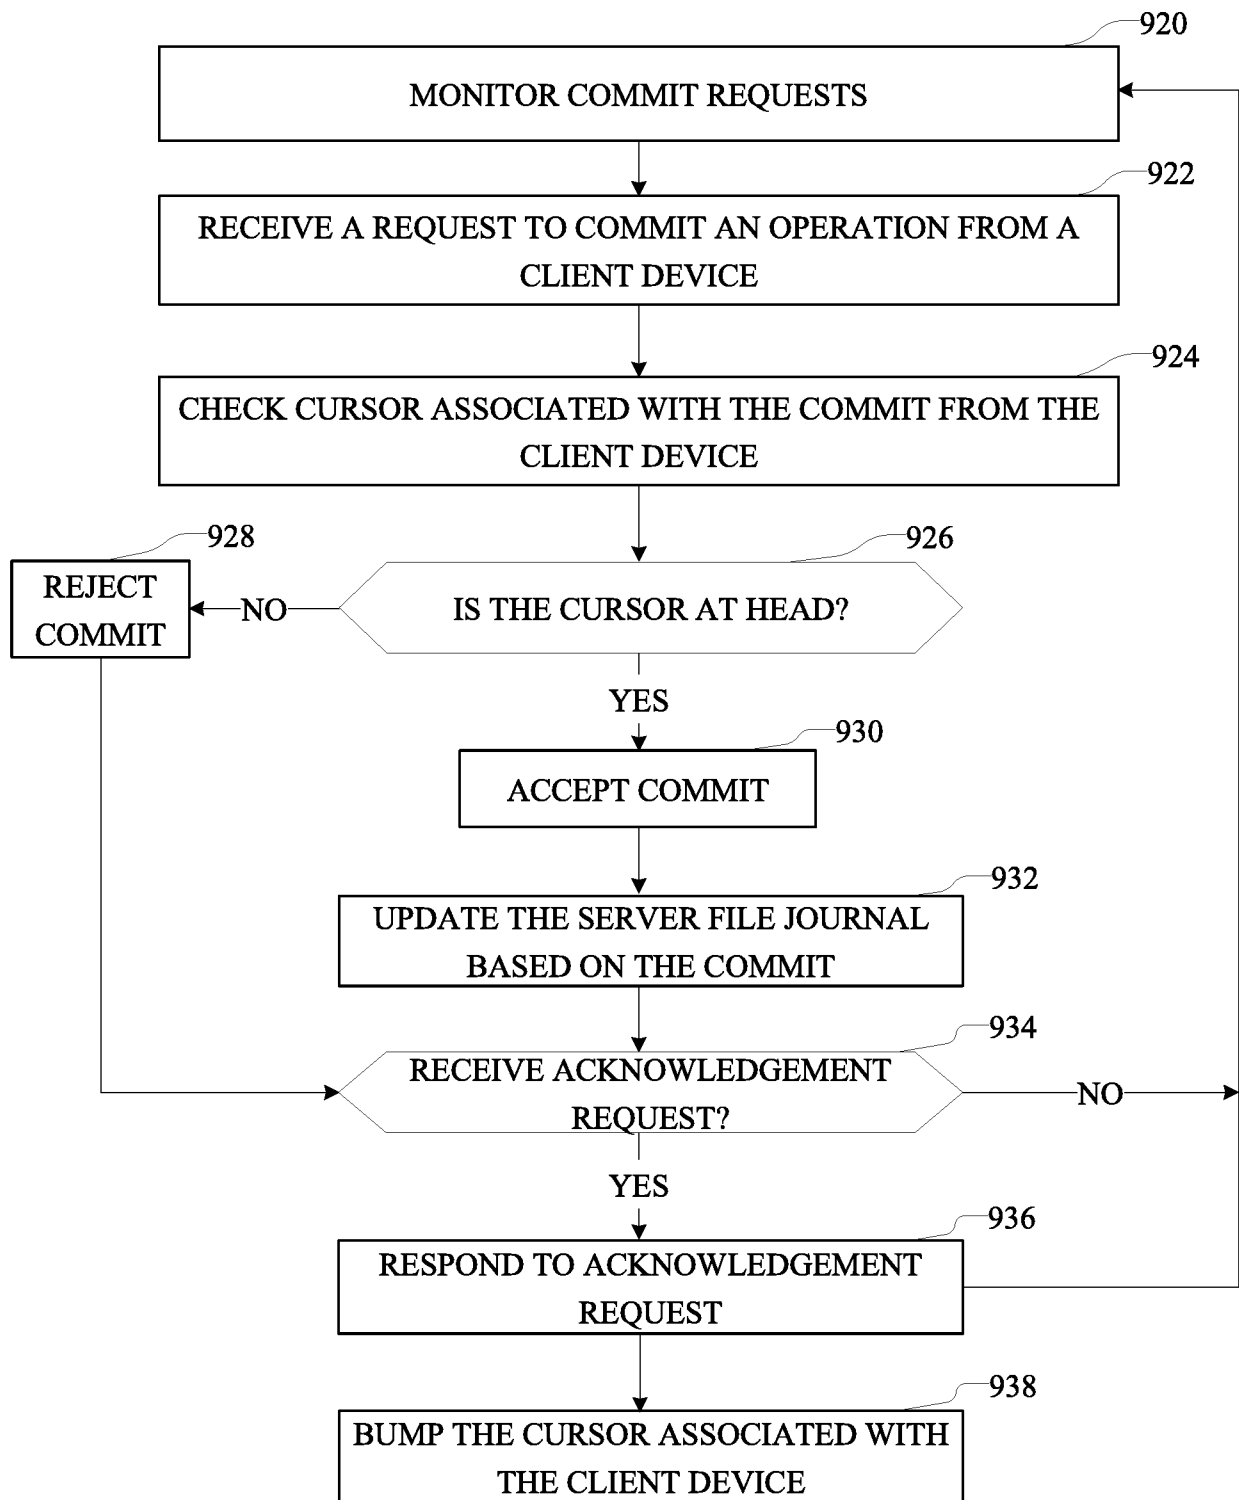 920
MONITOR COMMIT REQUESTS
922
RECEIVE A REQUEST TO COMMIT AN OPERATION FROM A
CLIENT DEVICE
924
CHECK CURSOR ASSOCIATED WITH THE COMMIT FROM THE
CLIENT DEVICE
928
926
REJECT
COMMIT
NO
IS THE CURSOR AT HEAD?
YES
930
ACCEPT COMMIT
932
UPDATE THE SERVER FILE JOURNAL
BASED ON THE COMMIT
934
RECEIVE ACKNOWLEDGEMENT
REQUEST?
NO
YES
936
RESPOND TO ACKNOWLEDGEMENT
REQUEST
938
BUMP THE CURSOR ASSOCIATED WITH
THE CLIENT DEVICE